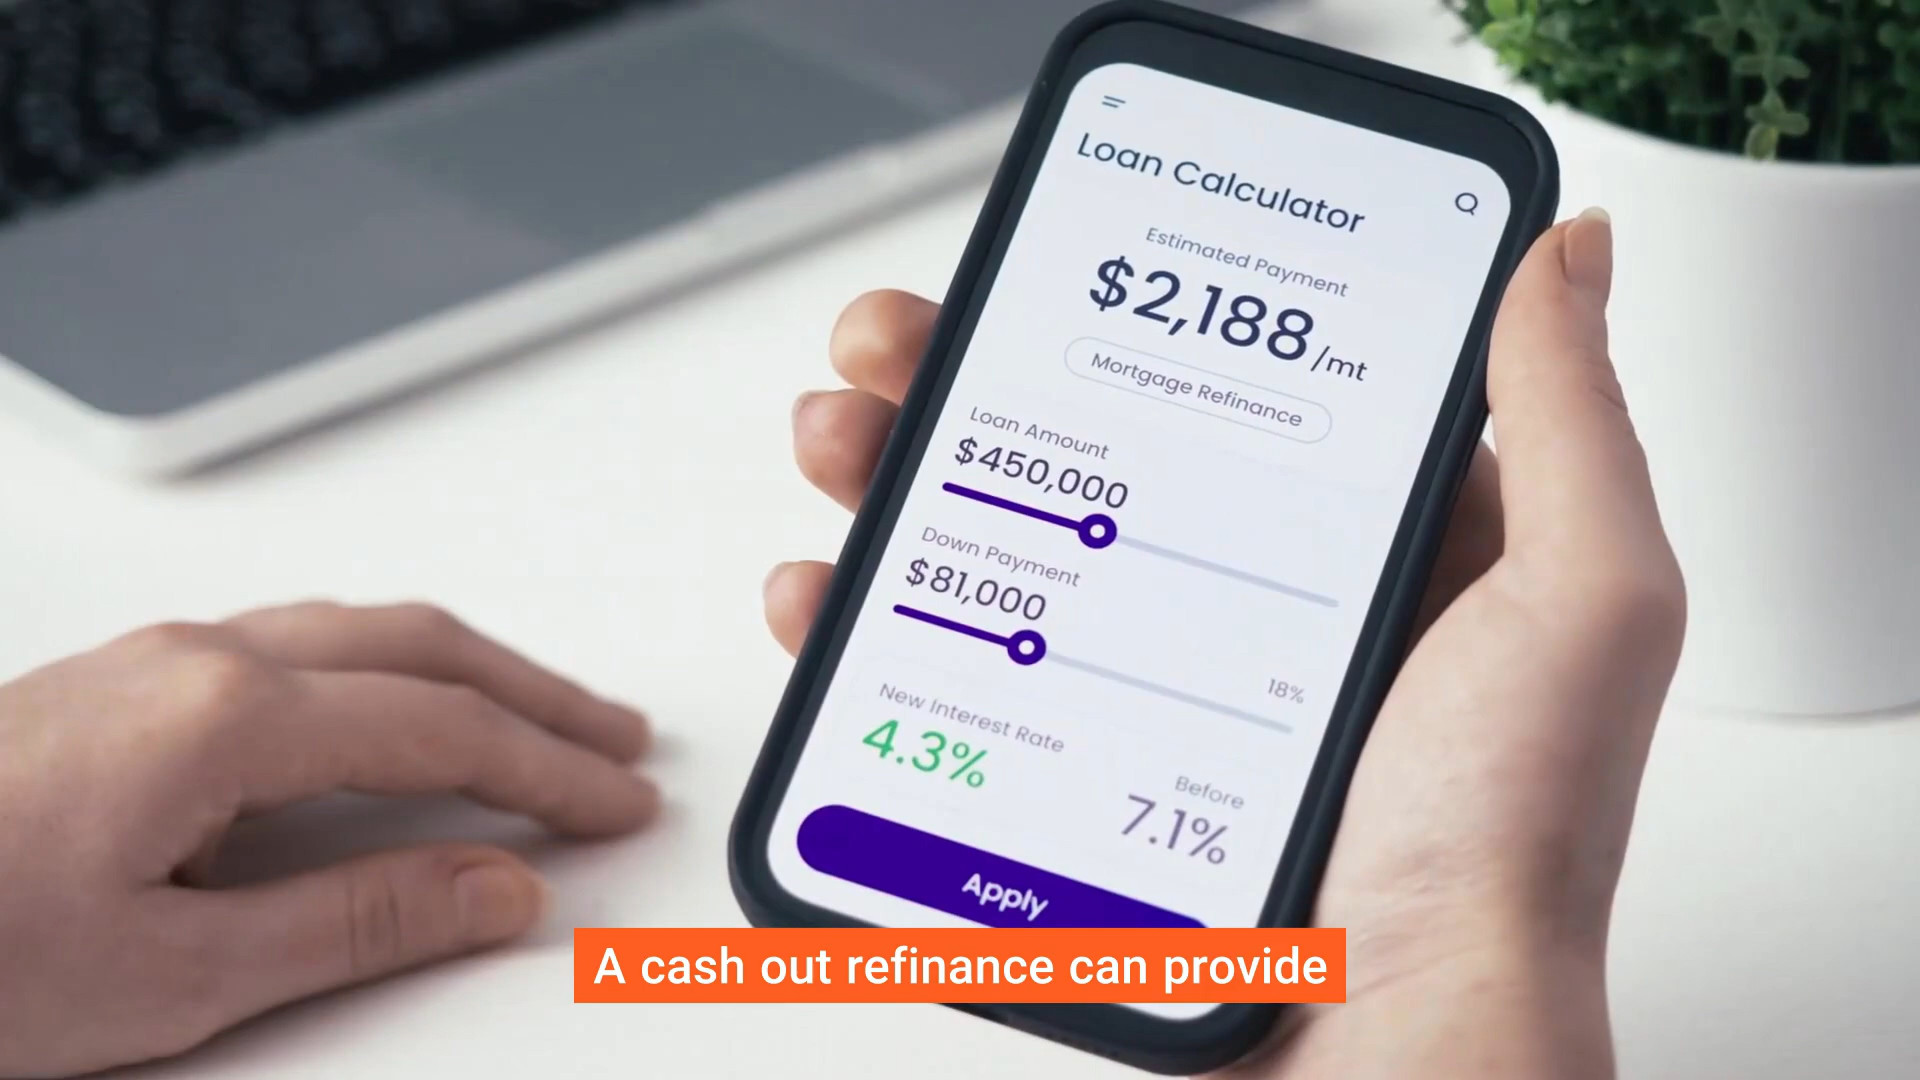 Loan Calculator
Estimated Payment
$2,188/mt
Mortgage Refinance
Loan Amount
$450,000
Down Payment
$81,000
18%
New Interest Rate
4.3%
Before
7.1%
Apply
A cash out refinance can provide